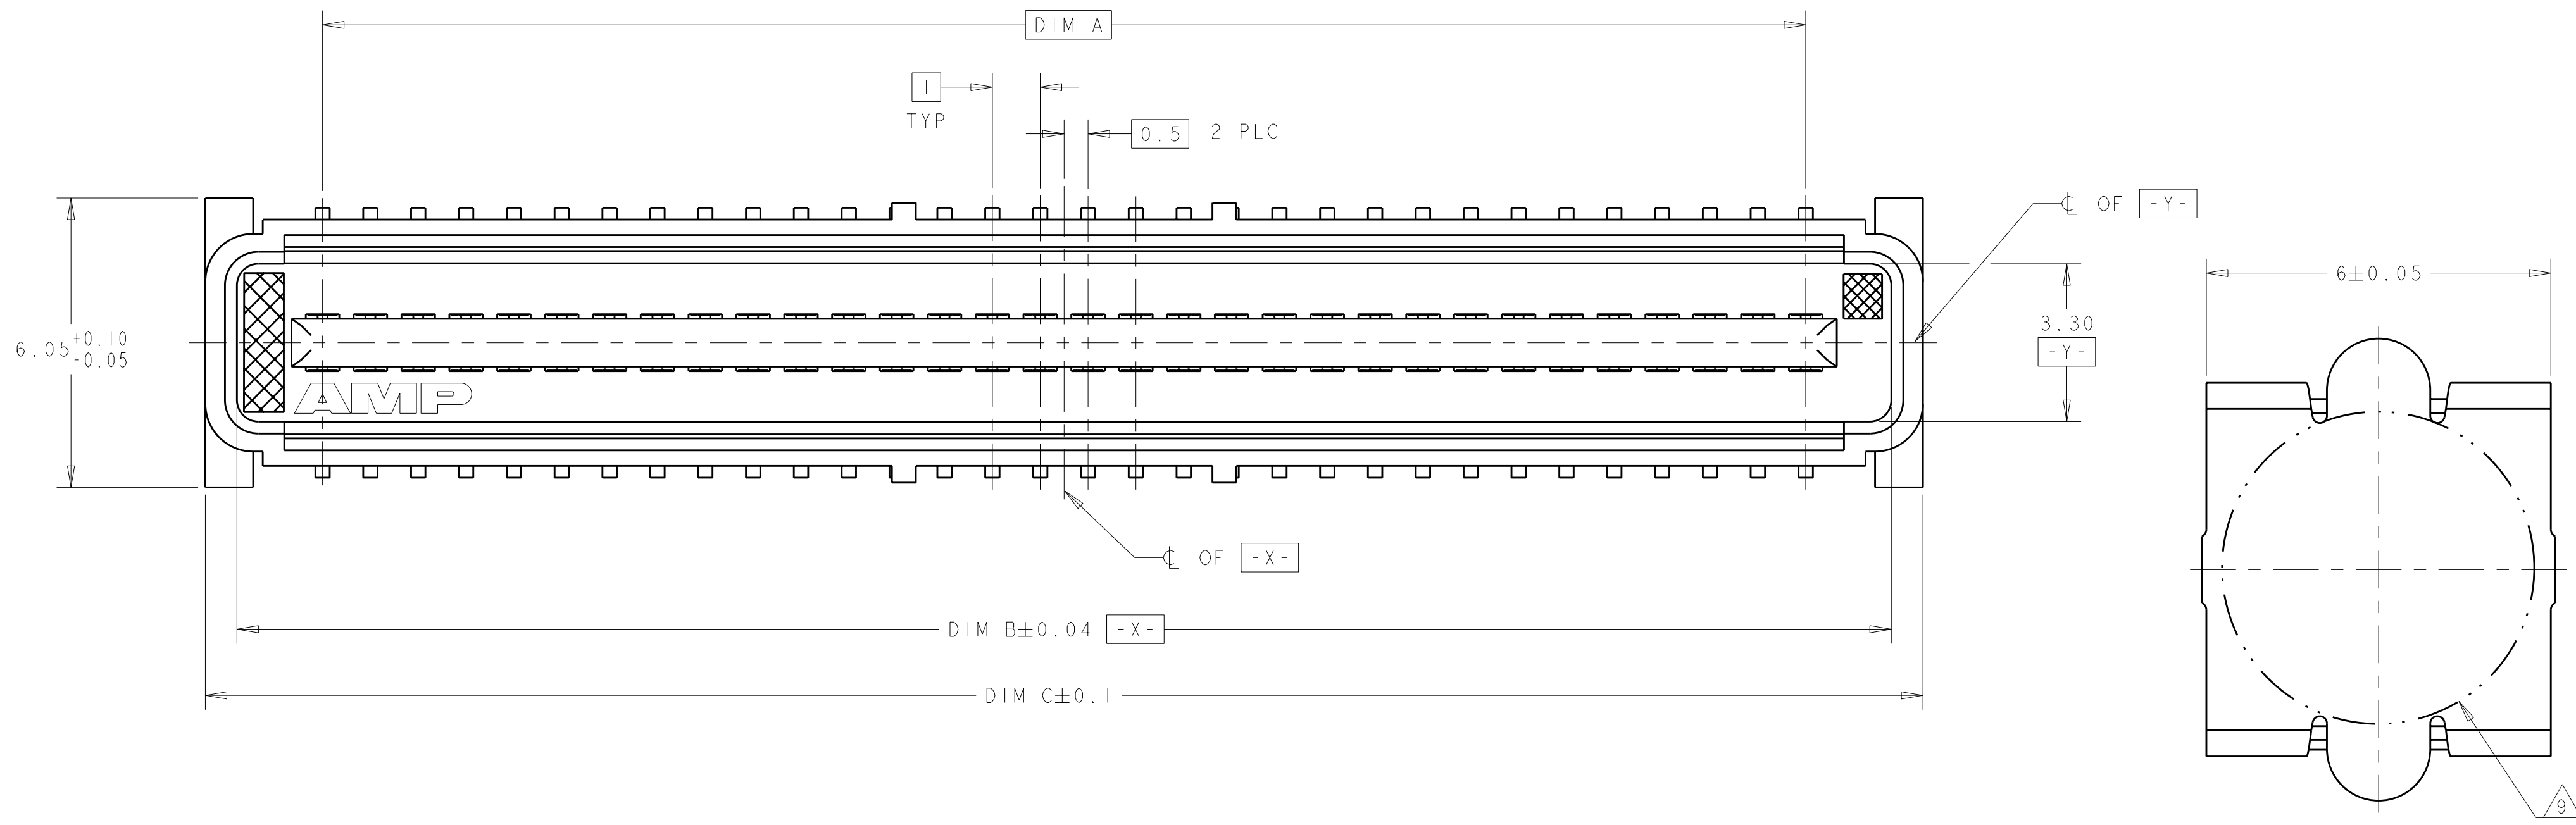 DIM A
1
TYP
0.5 2 PLC
℄ OF -Y-
6±0.05
6.05 +0.10 -0.05
3.30
-Y-
AMP
℄ OF -X-
DIM B±0.04 -X-
DIM C±0.1
9